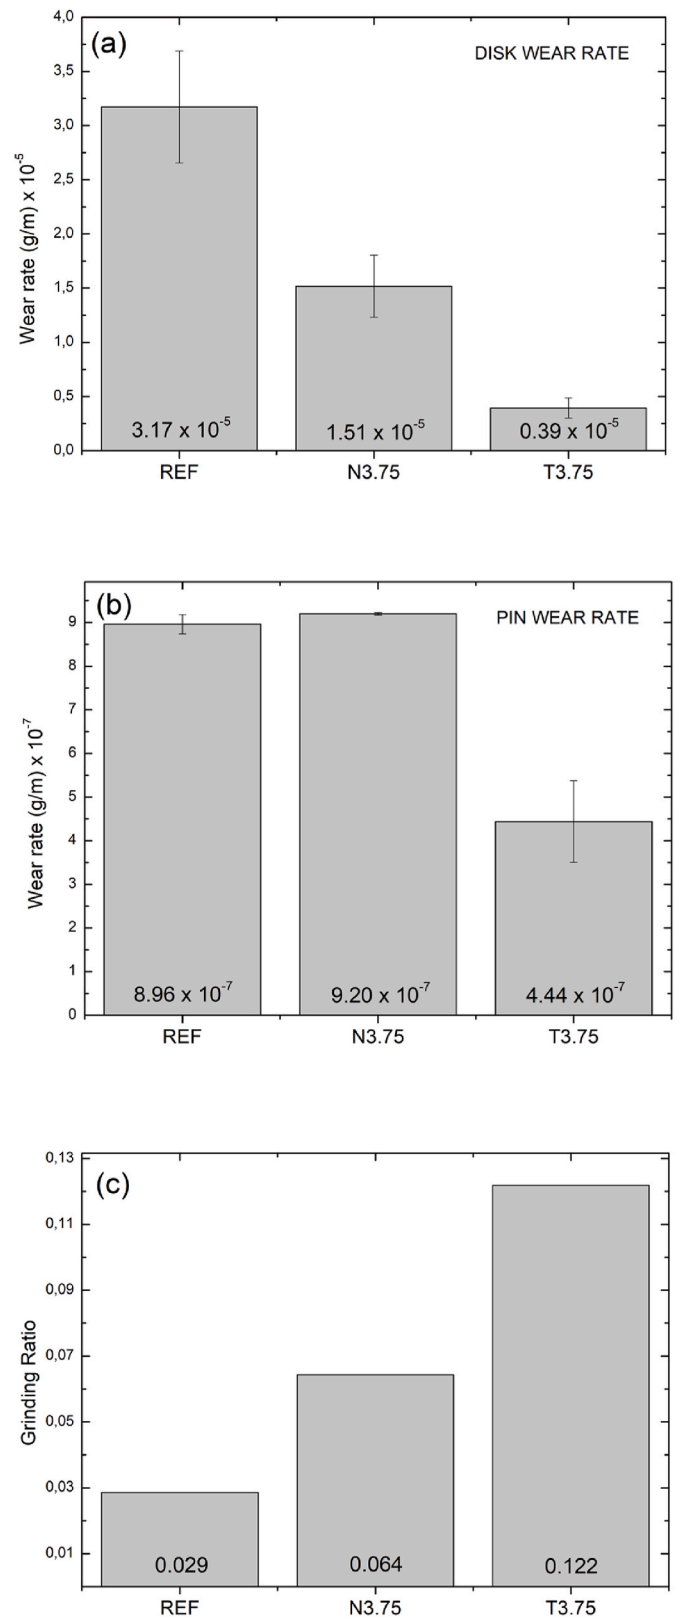 (a)
DISK WEAR RATE
Wear rate (g/m) x 10⁻⁵
4,0
3,5
3,0
2,5
2,0
1,5
1,0
0,5
0,0
3.17 x 10⁻⁵
1.51 x 10⁻⁵
0.39 x 10⁻⁵
REF N3.75 T3.75
(b)
PIN WEAR RATE
Wear rate (g/m) x 10⁻⁷
9
8
7
6
5
4
3
2
1
0
8.96 x 10⁻⁷
9.20 x 10⁻⁷
4.44 x 10⁻⁷
REF N3.75 T3.75
(c)
Grinding Ratio
0,13
0,11
0,09
0,07
0,05
0,03
0,01
0.029
0.064
0.122
REF N3.75 T3.75